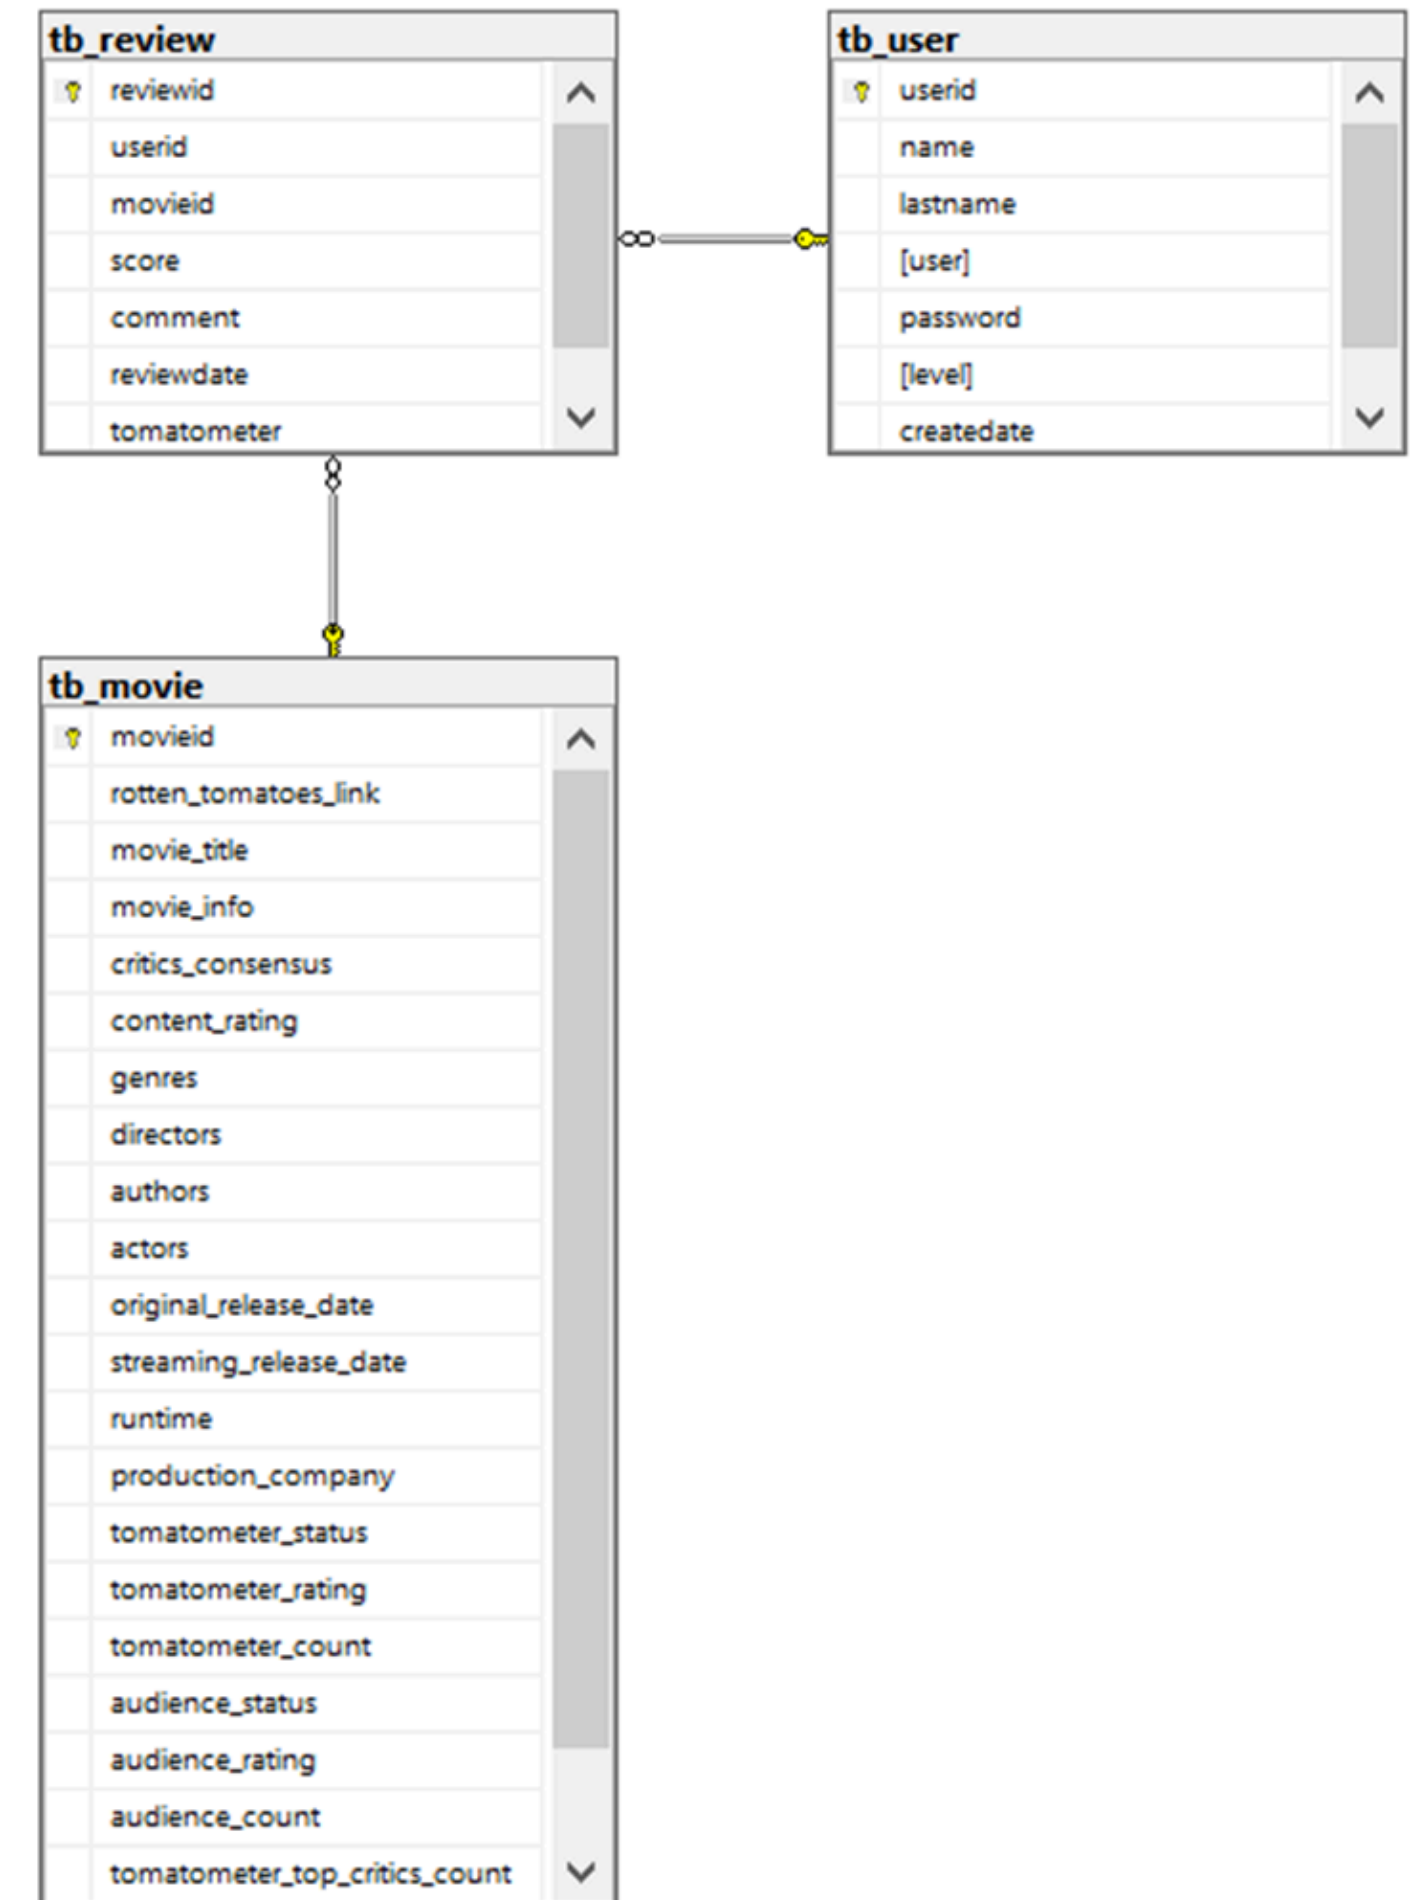 tb_review
reviewid
userid
movieid
score
comment
reviewdate
tomatometer
tb_user
userid
name
lastname
[user]
password
[level]
createdate
tb_movie
movieid
rotten_tomatoes_link
movie_title
movie_info
critics_consensus
content_rating
genres
directors
authors
actors
original_release_date
streaming_release_date
runtime
production_company
tomatometer_status
tomatometer_rating
tomatometer_count
audience_status
audience_rating
audience_count
tomatometer_top_critics_count